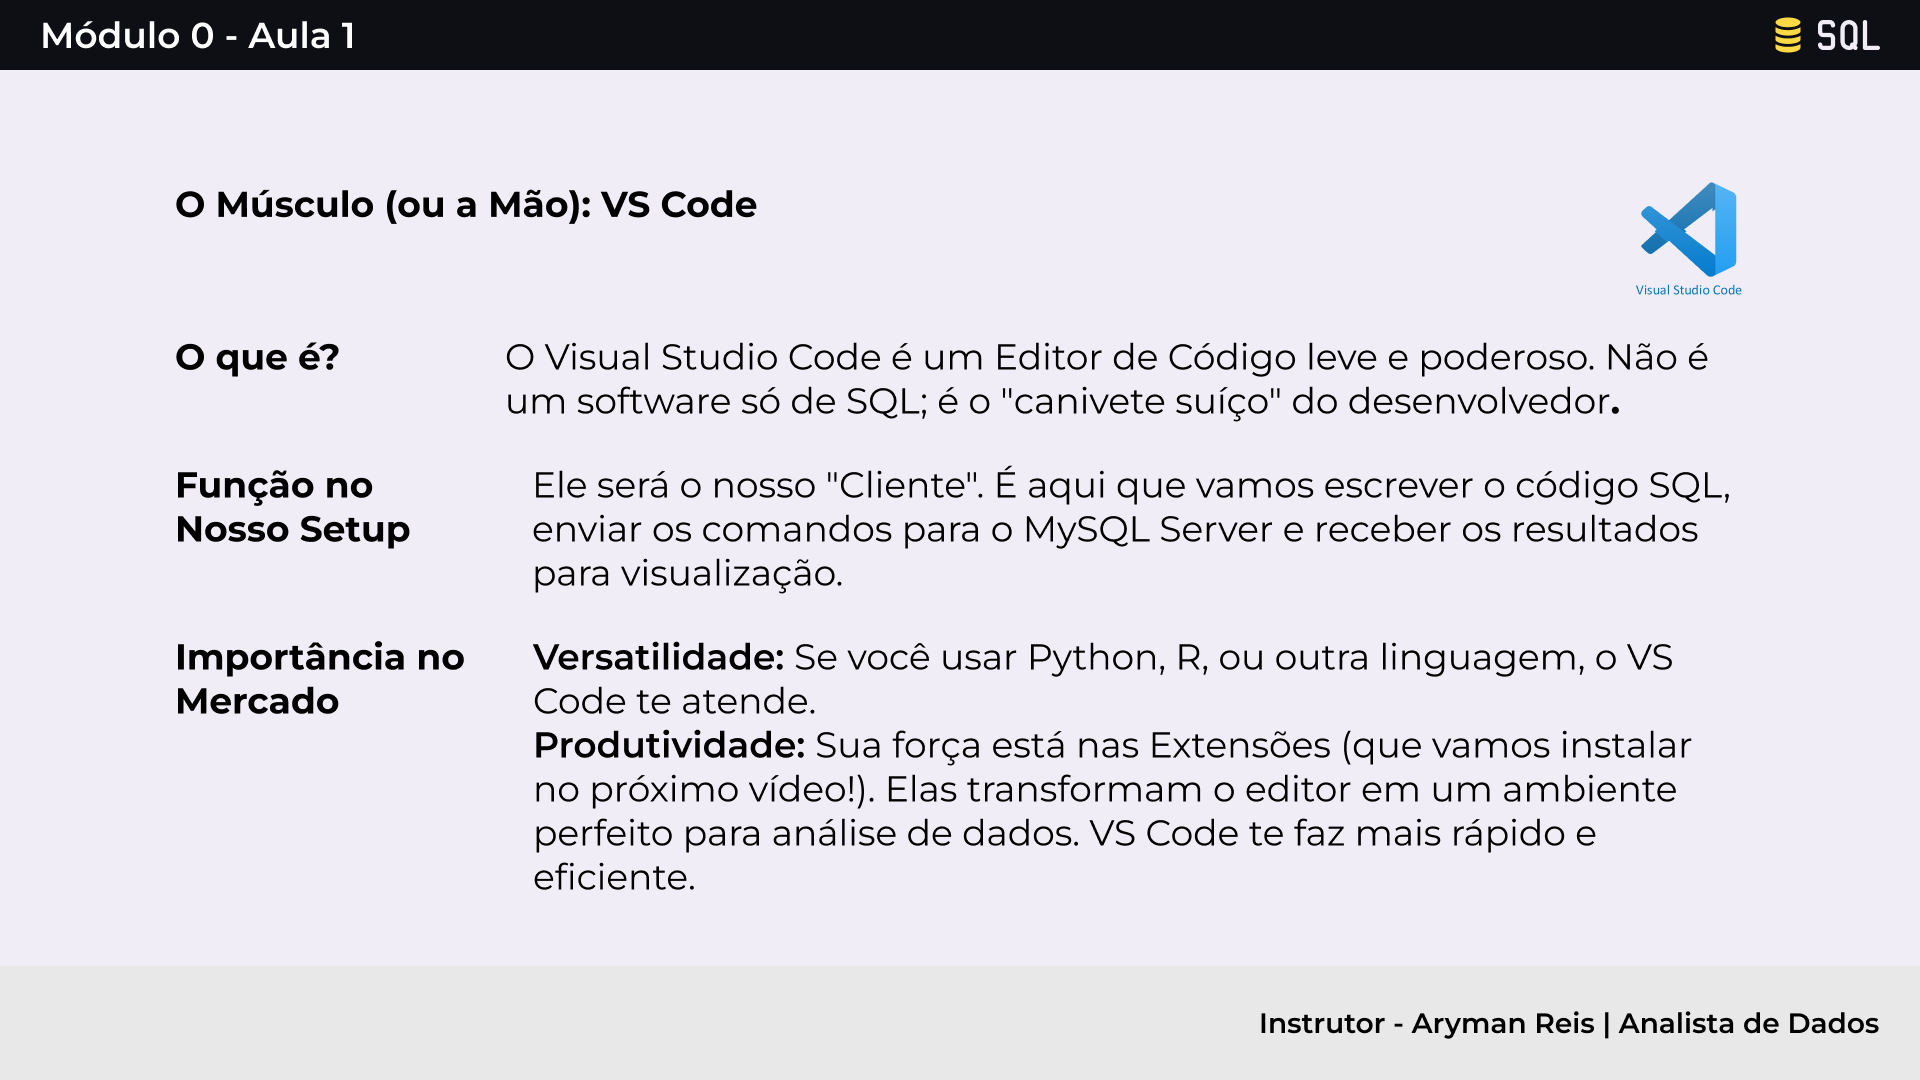 Módulo 0 - Aula 1
SQL
O Músculo (ou a Mão): VS Code
Visual Studio Code
O que é?
O Visual Studio Code é um Editor de Código leve e poderoso. Não é
um software só de SQL; é o "canivete suíço" do desenvolvedor.
Função no
Nosso Setup
Ele será o nosso "Cliente". É aqui que vamos escrever o código SQL,
enviar os comandos para o MySQL Server e receber os resultados
para visualização.
Importância no
Mercado
Versatilidade: Se você usar Python, R, ou outra linguagem, o VS
Code te atende.
Produtividade: Sua força está nas Extensões (que vamos instalar
no próximo vídeo!). Elas transformam o editor em um ambiente
perfeito para análise de dados. VS Code te faz mais rápido e
eficiente.
Instrutor - Aryman Reis | Analista de Dados